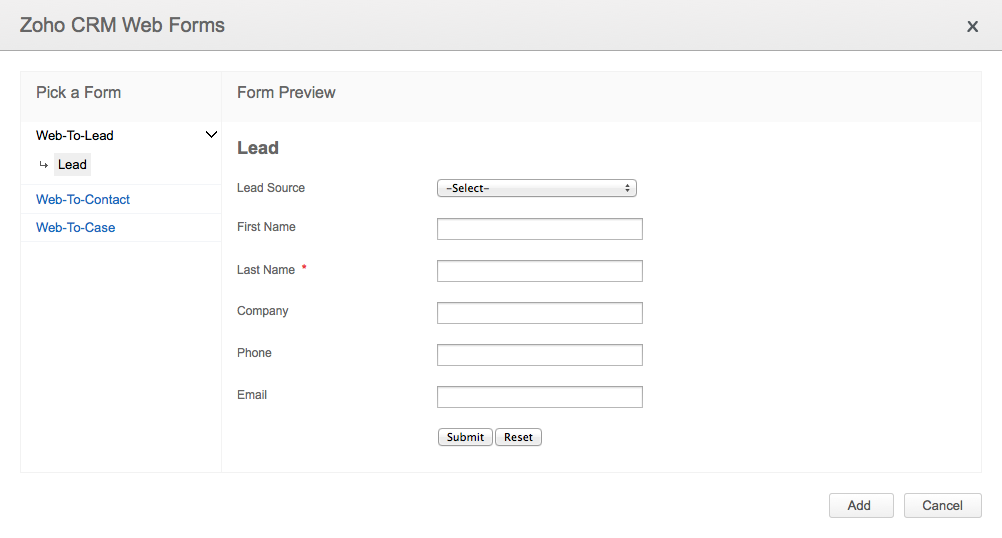 Zoho CRM Web Forms x
Pick a Form
Web-To-Lead
Lead
Web-To-Contact
Web-To-Case
Form Preview
Lead
Lead Source –Select–
First Name
Last Name *
Company
Phone
Email
Submit Reset
Add Cancel